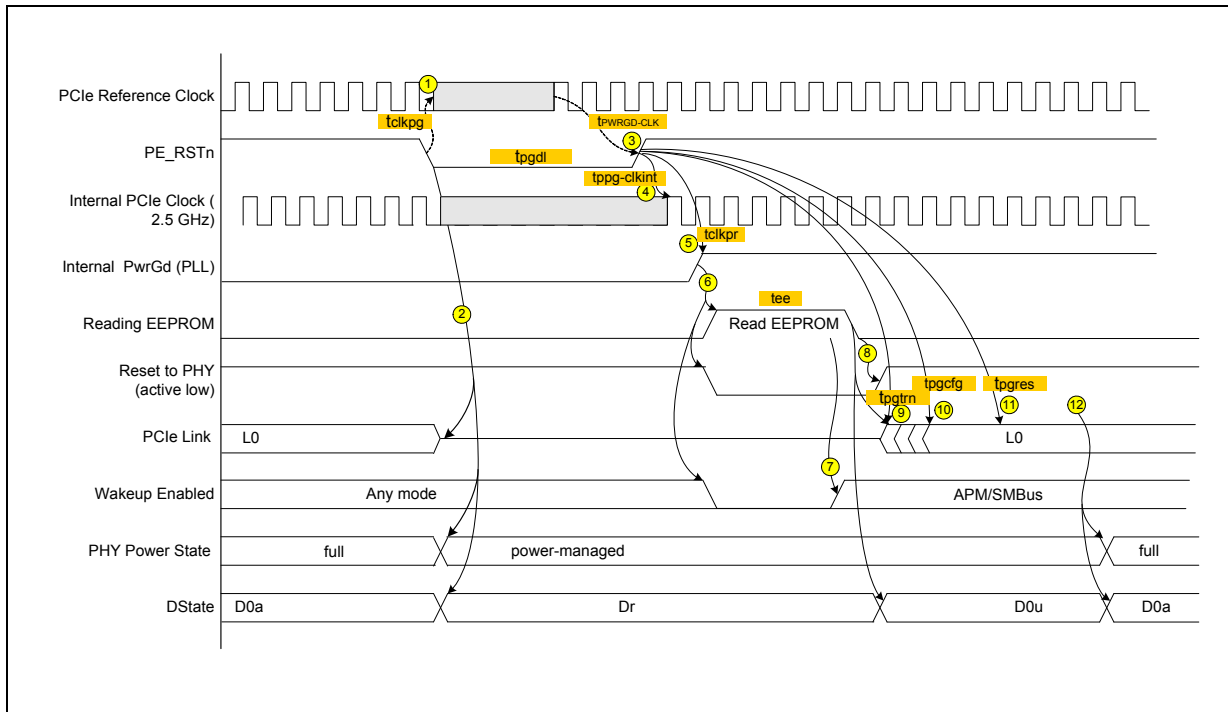 PCIe Reference Clock
1
tclkpg
tPWRGD-CLK
3
PE_RSTn
tpgdl
tppg-clkint
4
Internal PCIe Clock (
2.5 GHz)
tclkpr
5
Internal PwrGd (PLL)
6
tee
2
Reading EEPROM
Read EEPROM
8
Reset to PHY
(active low)
tpgcfg
tpgres
tpgtrn
9
10
11
12
PCIe Link
L0
L0
7
Wakeup Enabled
Any mode
APM/SMBus
PHY Power State
full
power-managed
full
DState
D0a
Dr
D0u
D0a